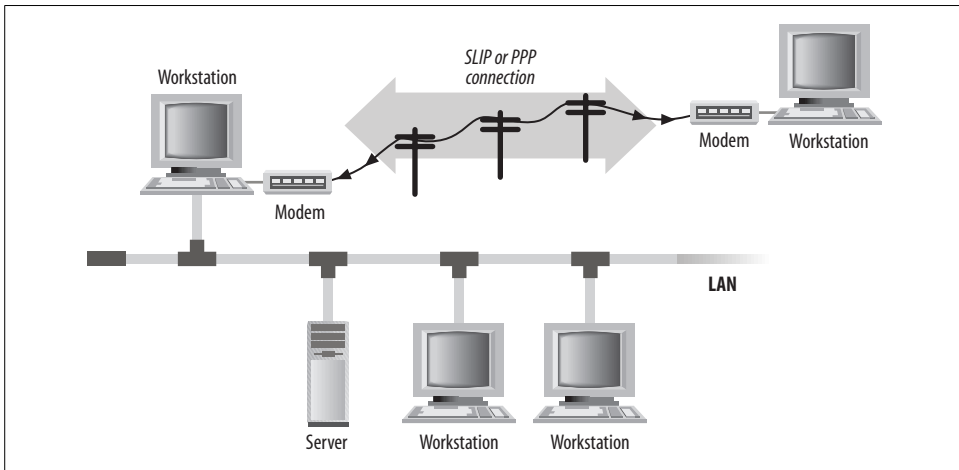 SLIP or PPP
connection
Workstation
Modem
Workstation
Modem
LAN
Server
Workstation
Workstation